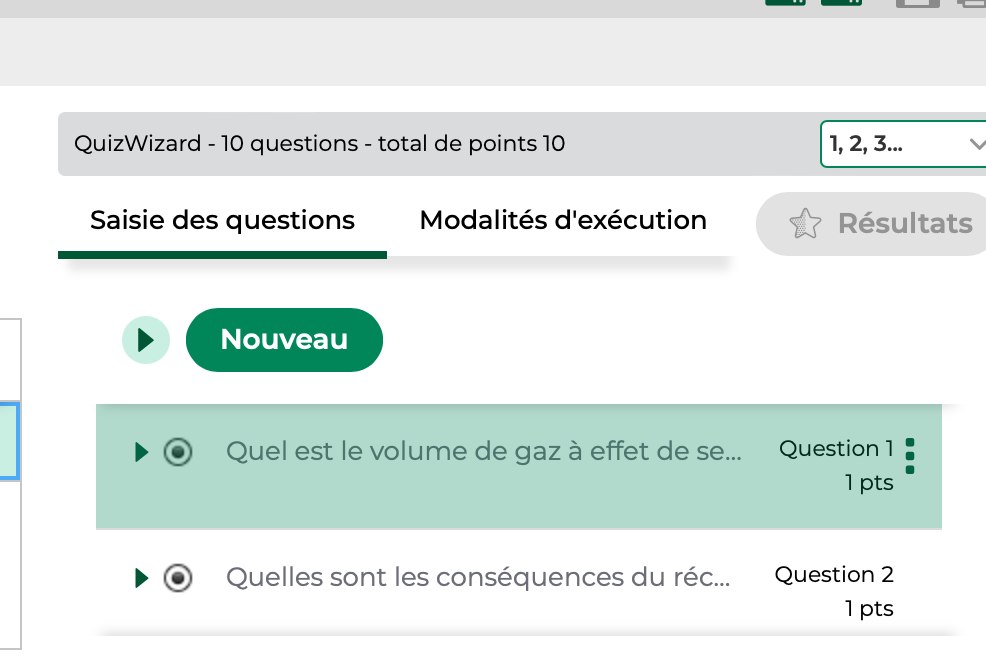 QuizWizard - 10 questions - total de points 10
1, 2, 3...
Saisie des questions
Modalités d'exécution
Résultats
Nouveau
Quel est le volume de gaz à effet de se...
Question 1
1 pts
Quelles sont les conséquences du réc...
Question 2
1 pts